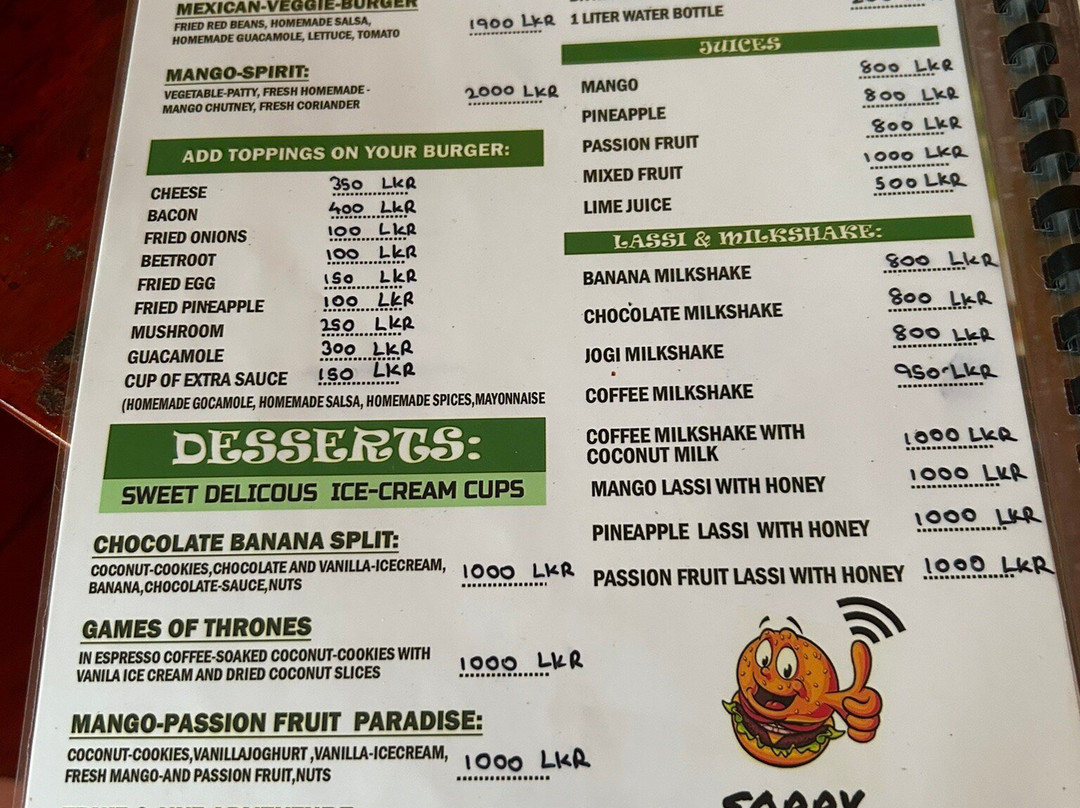 MEXICAN-VEGGIE-BURGER
FRIED RED BEANS, HOMEMADE SALSA, 1900 LKR
HOMEMADE GUACAMOLE, LETTUCE, TOMATO
MANGO-SPIRIT:
VEGETABLE-PATTY, FRESH HOMEMADE- 2000 LKR
MANGO CHUTNEY, FRESH CORIANDER
ADD TOPPINGS ON YOUR BURGER:
CHEESE 350 LKR
BACON 400 LKR
FRIED ONIONS 100 LKR
BEETROOT 100 LKR
FRIED EGG 150 LKR
FRIED PINEAPPLE 100 LKR
MUSHROOM 250 LKR
GUACAMOLE 300 LKR
CUP OF EXTRA SAUCE 150 LKR
(HOMEMADE GOCAMOLE, HOMEMADE SALSA, HOMEMADE SPICES,MAYONNAISE
DESSERTS:
SWEET DELICOUS ICE-CREAM CUPS
CHOCOLATE BANANA SPLIT:
COCONUT-COOKIES,CHOCOLATE AND VANILLA-ICECREAM, 1000 LKR
BANANA,CHOCOLATE-SAUCE,NUTS
GAMES OF THRONES
IN ESPRESSO COFFEE-SOAKED COCONUT-COOKIES WITH 1000 LKR
VANILA ICE CREAM AND DRIED COCONUT SLICES
MANGO-PASSION FRUIT PARADISE:
COCONUT-COOKIES,VANILLAJOGHURT ,VANILLA-ICECREAM, 1000 LKR
FRESH MANGO-AND PASSION FRUIT,NUTS
1 LITER WATER BOTTLE
JUICES
MANGO 800 LKR
PINEAPPLE 800 LKR
PASSION FRUIT 800 LKR
MIXED FRUIT 1000 LKR
LIME JUICE 500 LKR
LASSI & MILKSHAKE:
BANANA MILKSHAKE 800 LKR
CHOCOLATE MILKSHAKE 800 LKR
JOGI MILKSHAKE 800 LKR
COFFEE MILKSHAKE 950 LKR
COFFEE MILKSHAKE WITH 1000 LKR
COCONUT MILK
MANGO LASSI WITH HONEY 1000 LKR
PINEAPPLE LASSI WITH HONEY 1000 LKR
PASSION FRUIT LASSI WITH HONEY 1000 LKR